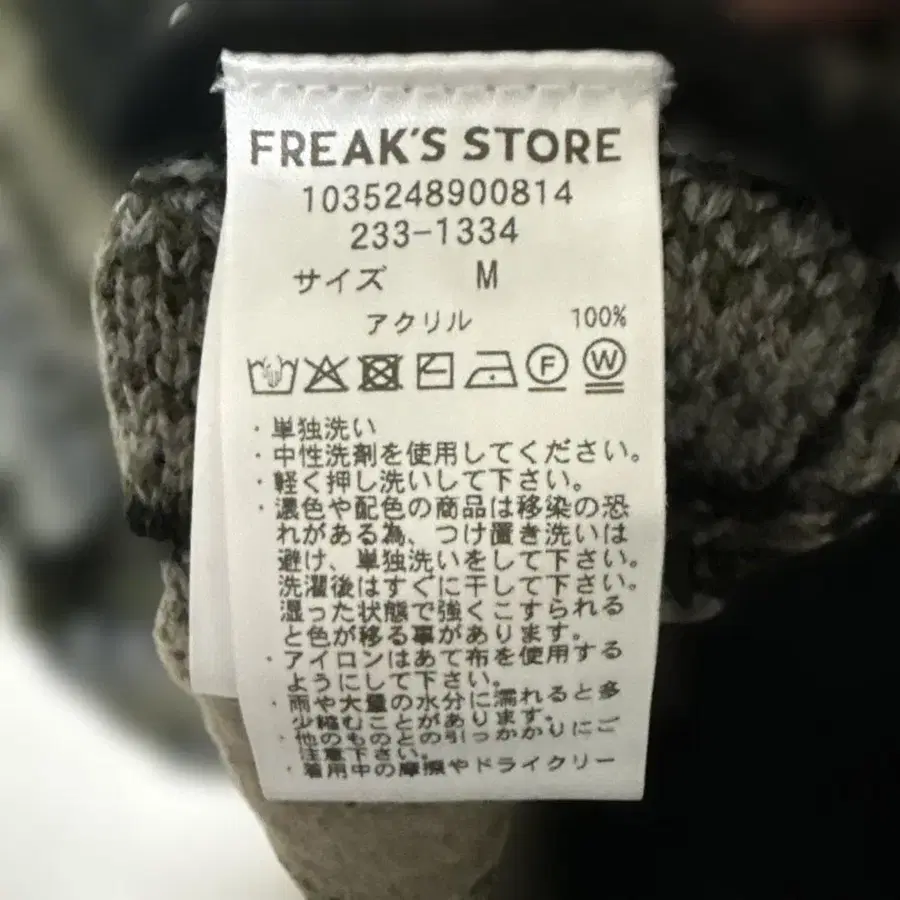 FREAK'S STORE
1035248900814
233-1334
サイズ M
アクリル 100%
F W
・単独洗い
・中性洗剤を使用してください。
・軽く押し洗いして下さい。
・濃色や配色の商品は移染の恐
れがある為、つけ置き洗いは
避け、単独洗いをして下さい。
洗濯後はすぐに干して下さい。
湿った状態で強くこすられる
と色が移る事があります。
・アイロンはあて布を使用する
ようにして下さい。
・雨や大量の水分に濡れると多
少縮むことがあります。
・他のものとの引っかかりにご
注意下さい。
・着用中の摩擦やドライクリー